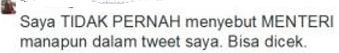 Saya TIDAK PERNAH menyebut MENTERI
manapun dalam tweet saya. Bisa dicek.